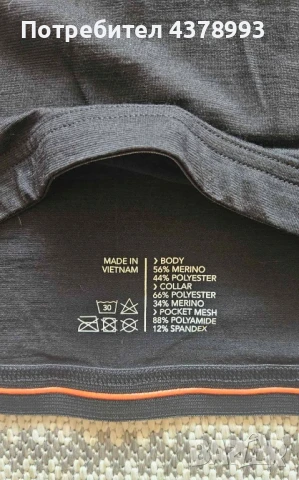 Потребител 4378993
MADE IN
VIETNAM
30
> BODY
56% MERINO
44% POLYESTER
> COLLAR
66% POLYESTER
34% MERINO
> POCKET MESH
88% POLYAMIDE
12% SPANDEX